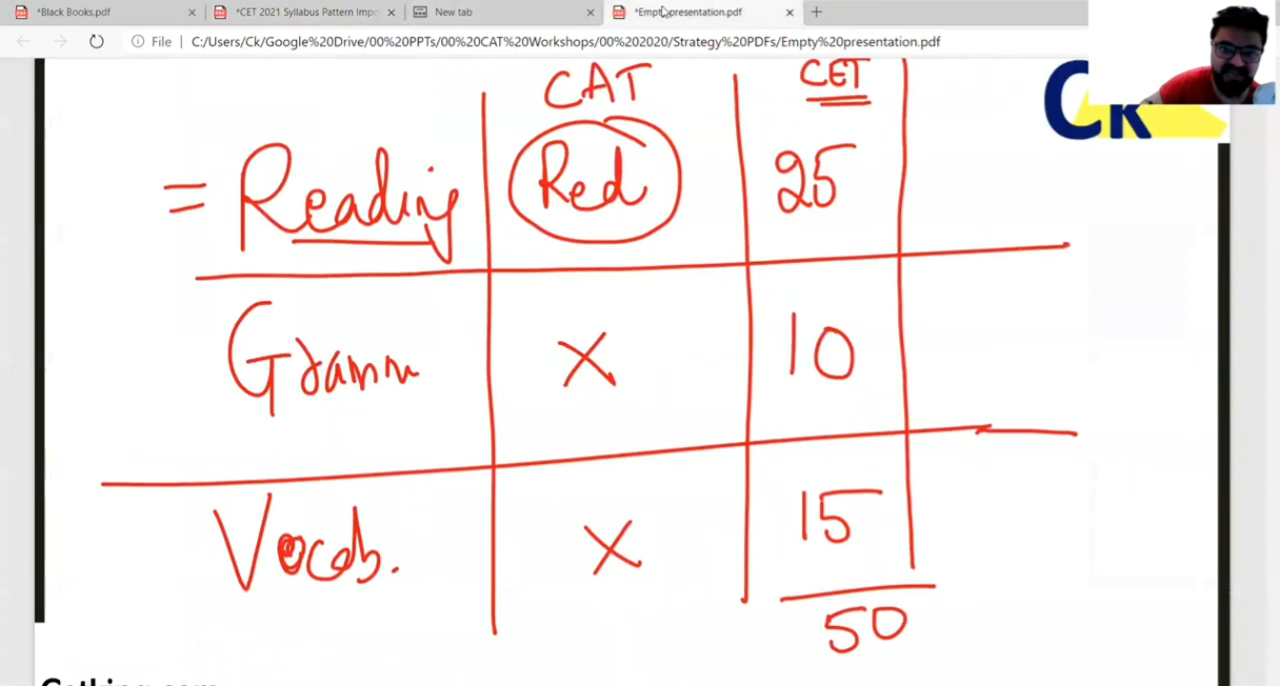 *Black Books.pdf *CET 2021 Syllabus Pattern Impo New tab *Empty presentation.pdf
File C:/Users/Ck/Google%20Drive/00%20PPTs/00%20CAT%20Workshops/00%202020/Strategy%20PDFs/Empty%20presentation.pdf
CK
CAT CET
= Reading Red 25
Gramm X 10
Vocab. X 15
50